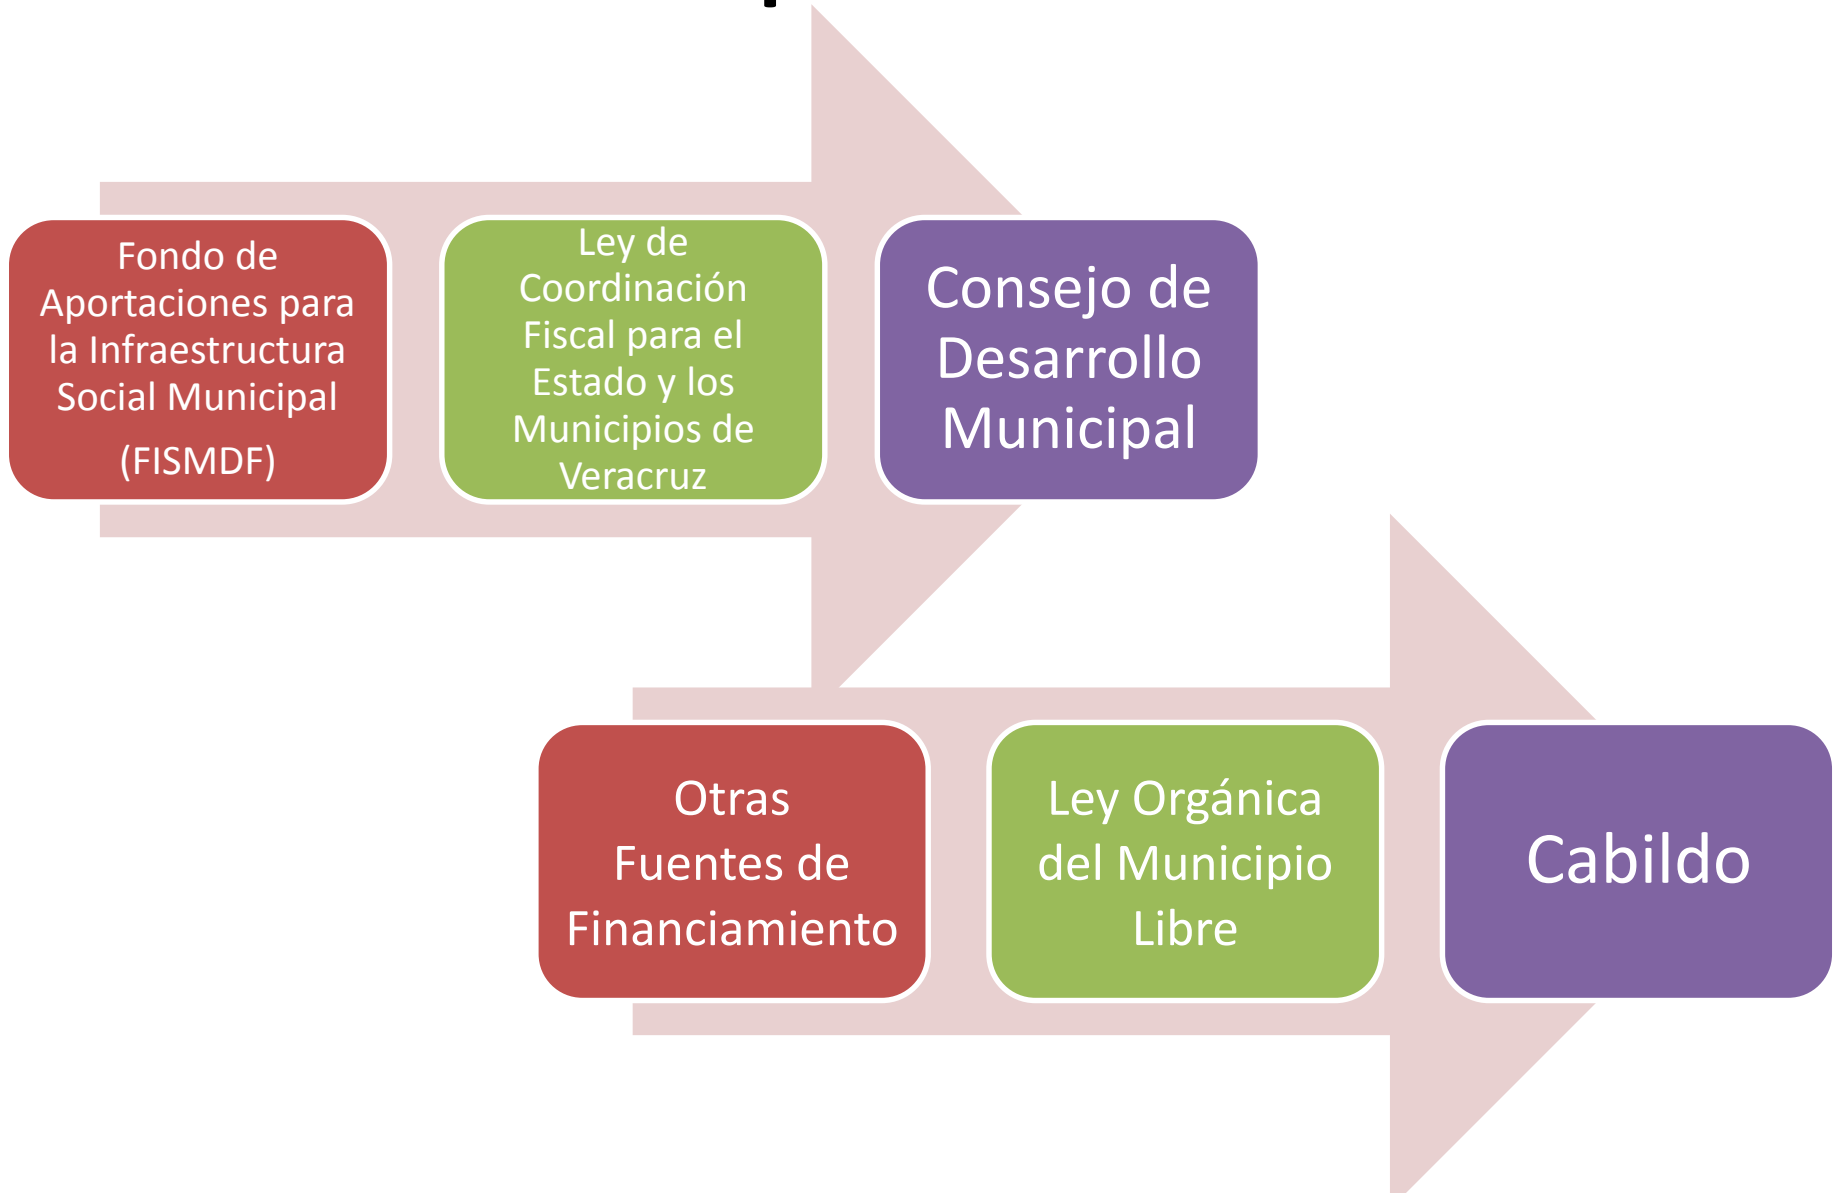 Fondo de
Aportaciones para
la Infraestructura
Social Municipal
(FISMDF)
Ley de
Coordinación
Fiscal para el
Estado y los
Municipios de
Veracruz
Consejo de
Desarrollo
Municipal
Otras
Fuentes de
Financiamiento
Ley Orgánica
del Municipio
Libre
Cabildo